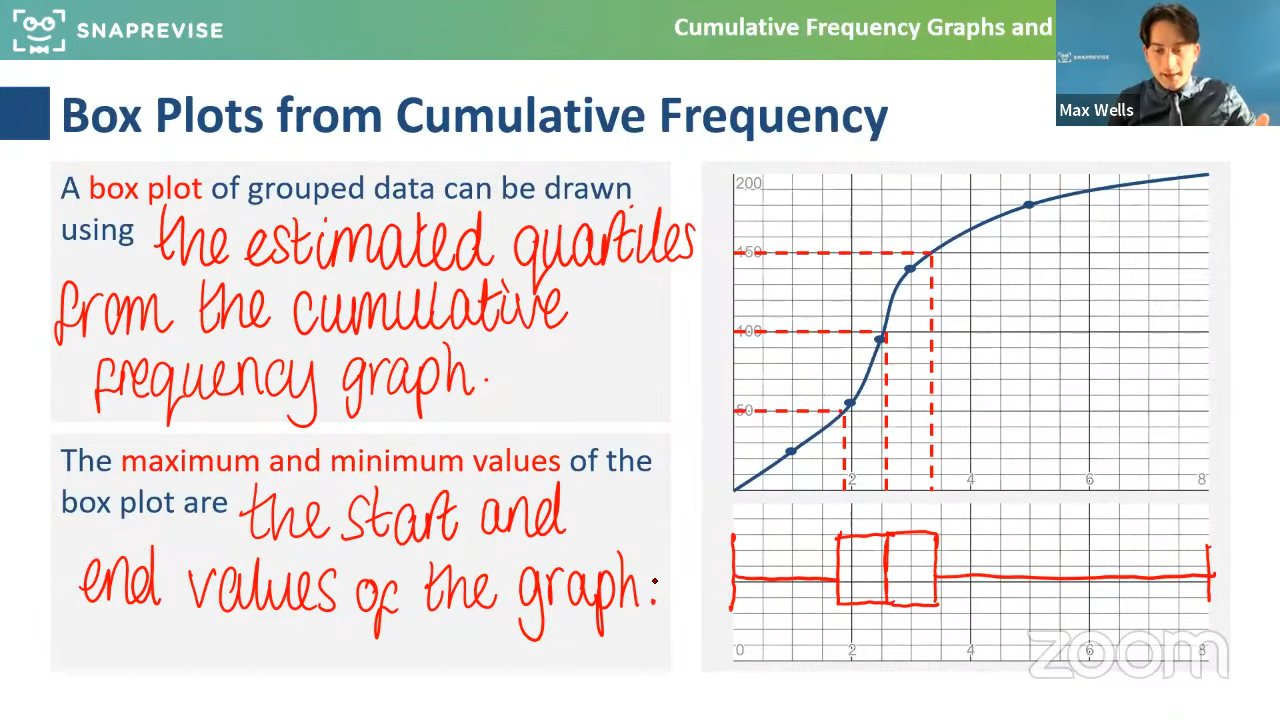 SNAPREVISE
Cumulative Frequency Graphs and
SNAPREVISE
Max Wells
Box Plots from Cumulative Frequency
A box plot of grouped data can be drawn
using the estimated quartiles
from the cumulative
frequency graph.
The maximum and minimum values of the
box plot are the start and
end values of the graph.
200
150
100
50
2 4 6 8
0 2 4 6 8
zoom